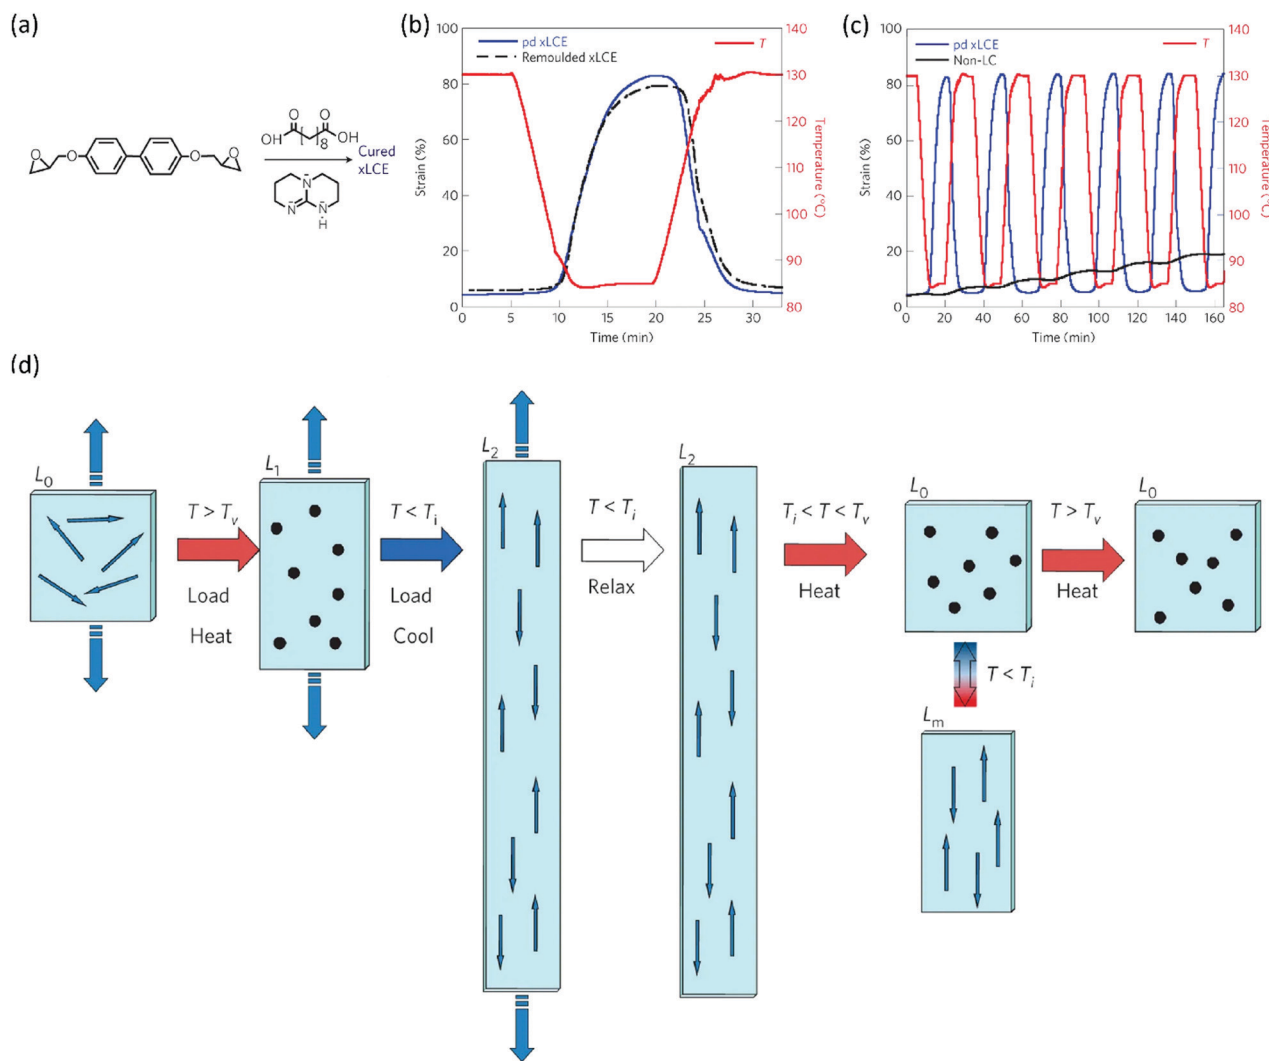 (a)
O
O
O
O
O
O
OH
8
OH
Cured
xLCE
N
N
N
H
(b)
100
80
60
40
20
0
Strain (%)
pd xLCE
Remoulded xLCE
T
140
130
120
110
100
90
80
Temperature (°C)
0
5
10
15
20
25
30
Time (min)
(c)
100
80
60
40
20
0
Strain (%)
pd xLCE
Non-LC
T
140
130
120
110
100
90
80
Temperature (°C)
0
20
40
60
80
100
120
140
160
Time (min)
(d)
L0
T > Tv
Load
Heat
L1
T < Ti
Load
Cool
L2
T < Ti
Relax
L2
Ti < T < Tv
Heat
L0
T > Tv
Heat
L0
T < Ti
Lm